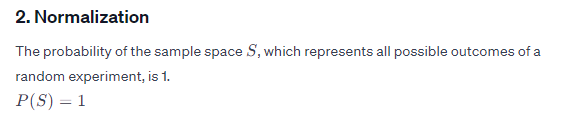 2. Normalization
The probability of the sample space S, which represents all possible outcomes of a
random experiment, is 1.
P(S) = 1